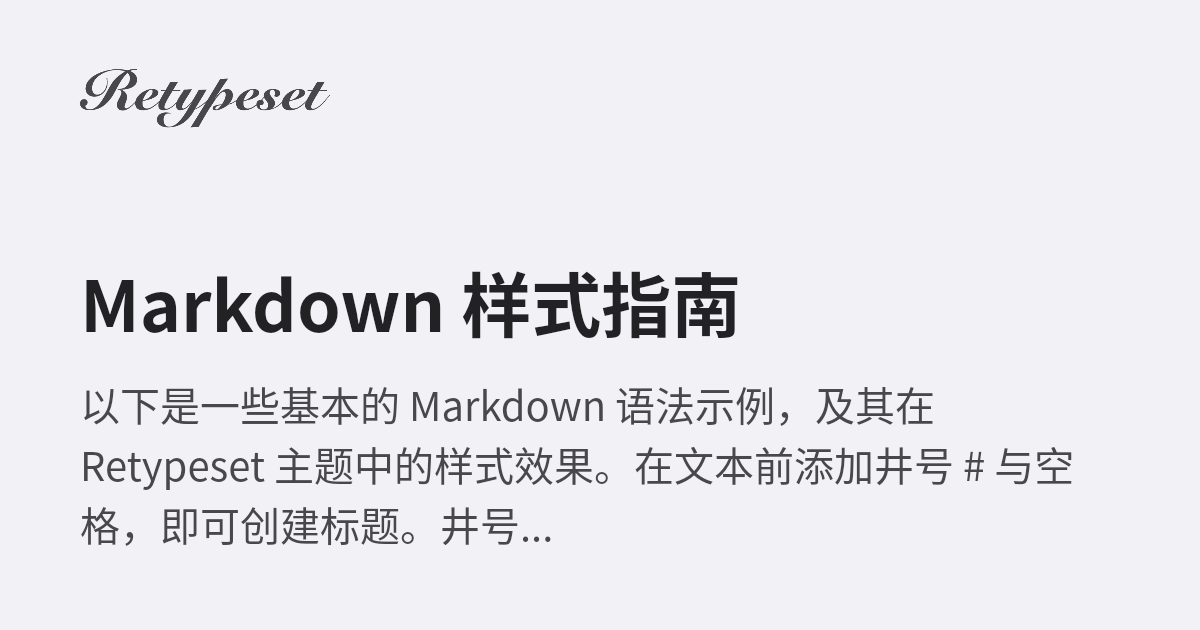 Retypeset
Markdown 样式指南
以下是一些基本的 Markdown 语法示例，及其在
Retypeset 主题中的样式效果。在文本前添加井号 # 与空
格，即可创建标题。井号...